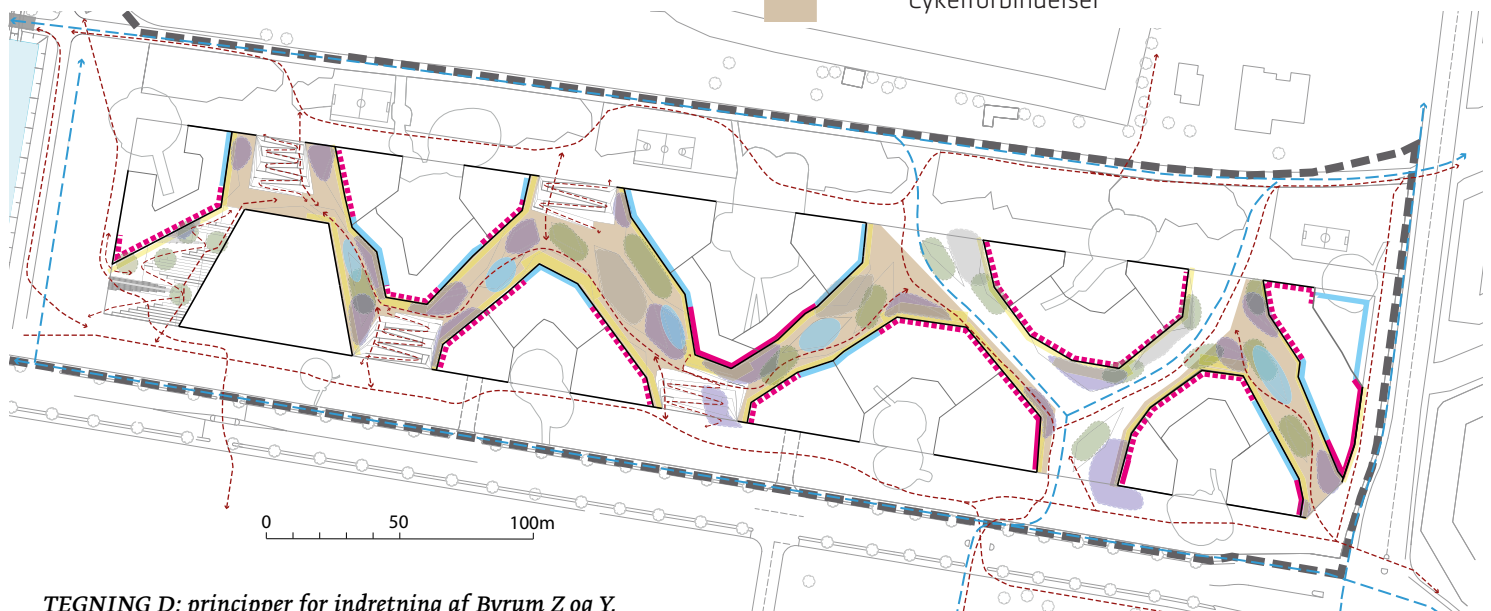 Cykelforbindelser
0 50 100m
TEGNING D: principper for indretning af Byrum Z og Y.